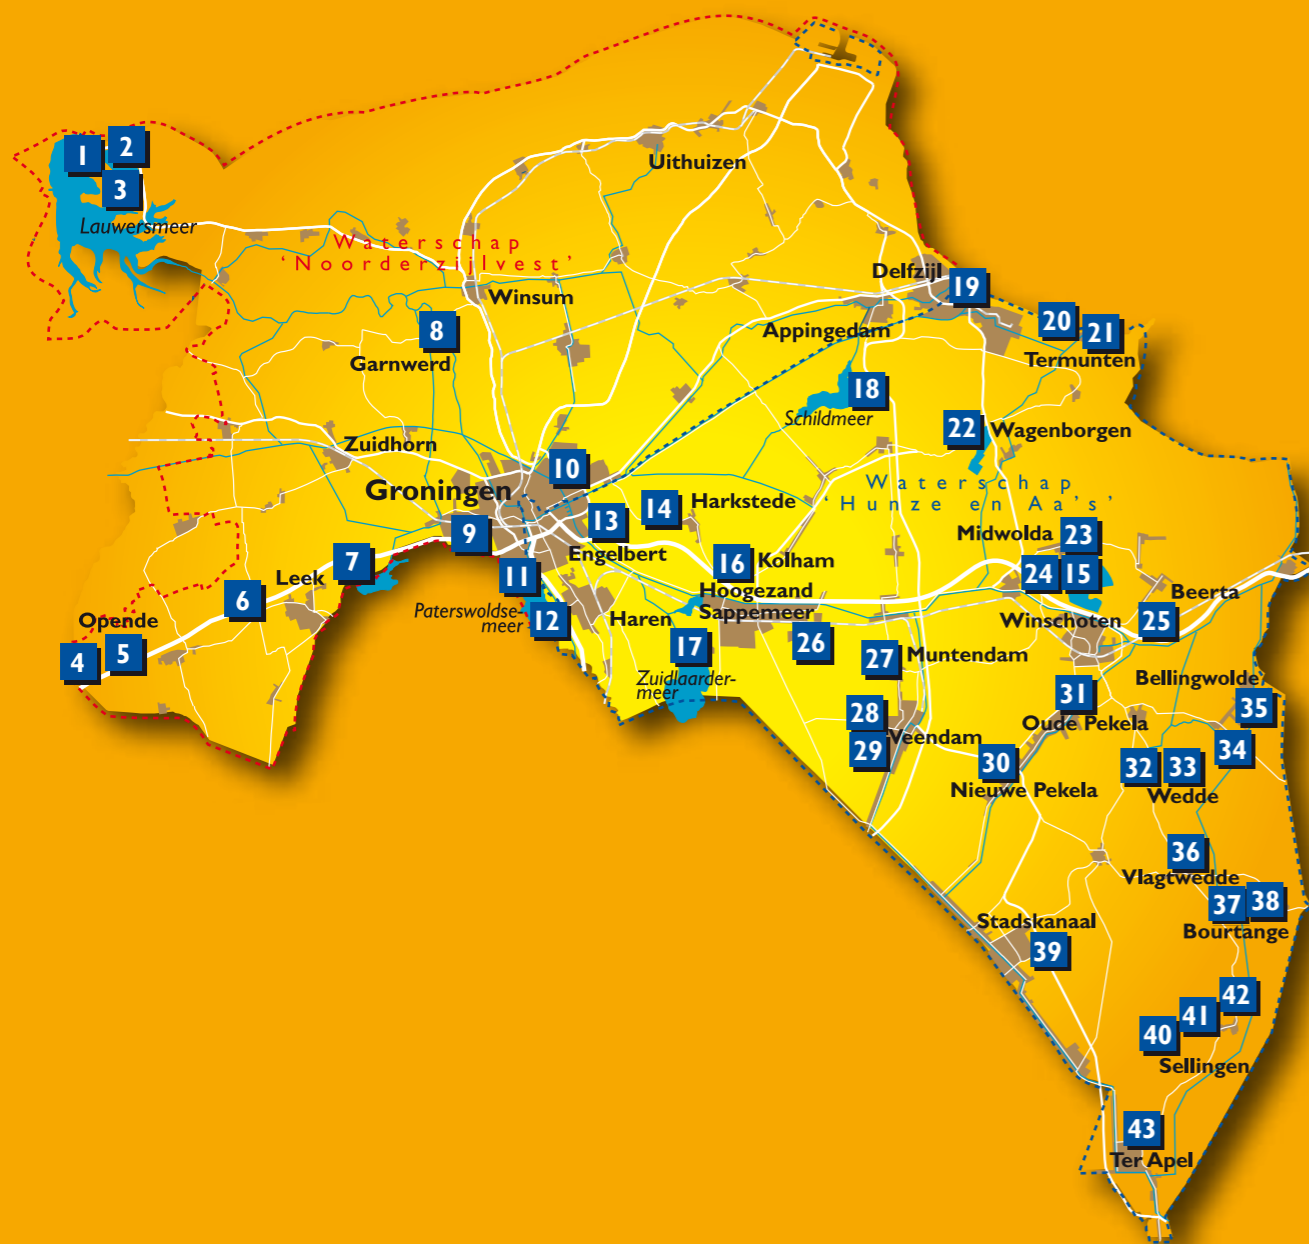 1
2
3
Lauwersmeer
Waterschap
'Noorderzijlvest'
Uithuizen
Winsum
8
Garnwerd
Delfzijl
19
Appingedam
20
21
Termunten
18
Schildmeer
22
Wagenborgen
Zuidhorn
10
Groningen
Waterschap
'Hunze en Aa's'
9
13
Engelbert
14
Harkstede
16
Kolham
Midwolda
23
24
15
Beerta
7
Leek
6
Opende
4
5
11
Paterswoldse-
meer
12
Haren
Hoogezand
Sappemeer
17
Zuidlaarder-
meer
26
Winschoten
25
27
Muntendam
Bellingwolde
28
29
Veendam
31
Oude Pekela
35
34
30
Nieuwe Pekela
32
33
Wedde
36
Vlagtwedde
37
38
Bourtange
Stadskanaal
39
42
41
40
Sellingen
43
Ter Apel